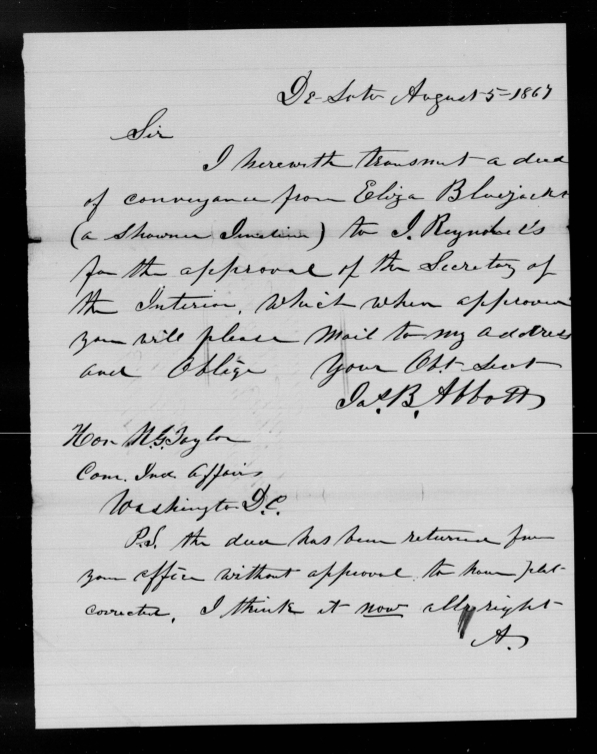 De Soto August 5 = 1867
Sir
I herewith transmit a deed
of conveyance from Eliza Bluejacket
(a Shawnee Indian) to J. Reynolds
for the approval of the Secretary of
the Interior, which when approved
you will please mail to my address
and Oblige Your Obt Servt
Jas. B. Abbott
Hon N. G. Taylor
Com. Ind Affairs
Washington D.C.
P.S. the deed has been returned from
your office without approval to have plat
corrected, I think it now all right
A.